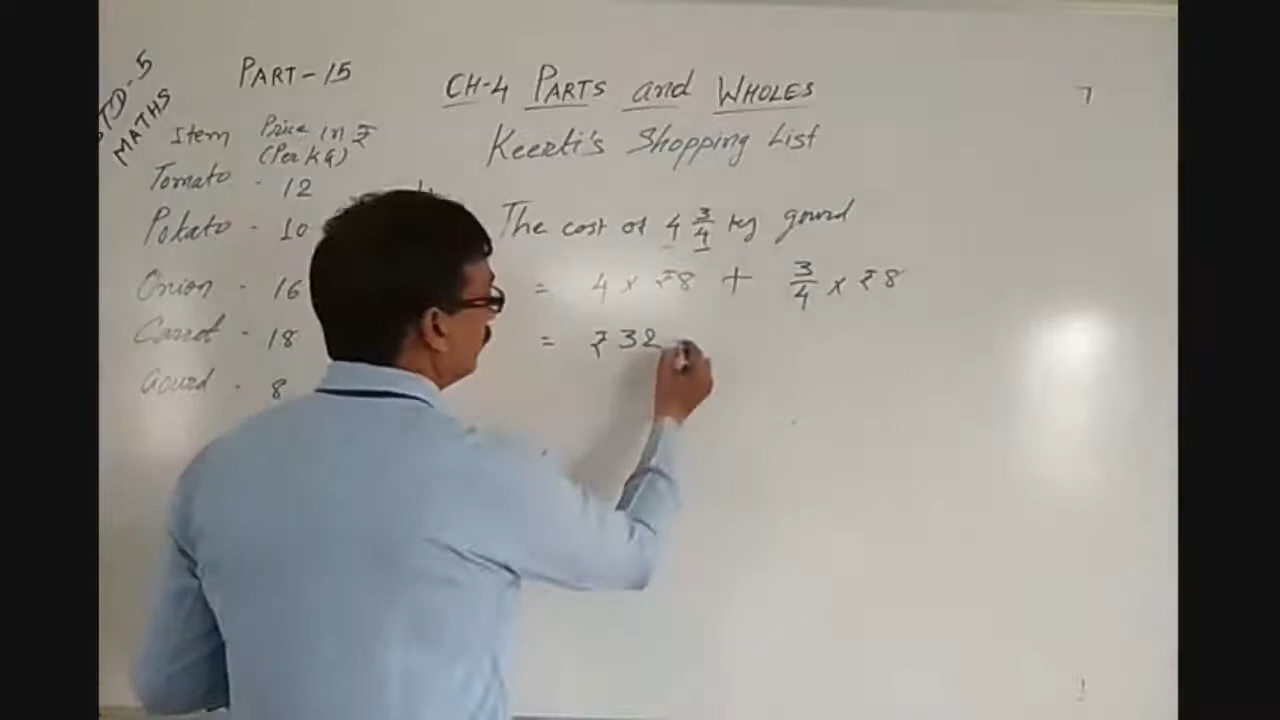 STD-5
MATHS
PART-15
CH-4 PARTS and WHOLES
Keerti's Shopping List
Item Price in ₹
(Per KG)
Tomato - 12
Potato - 10
Onion - 16
Carrot - 18
Gourd - 8
The cost of 4 3/4 kg gourd
= 4 x ₹8 + 3/4 x ₹8
= ₹32